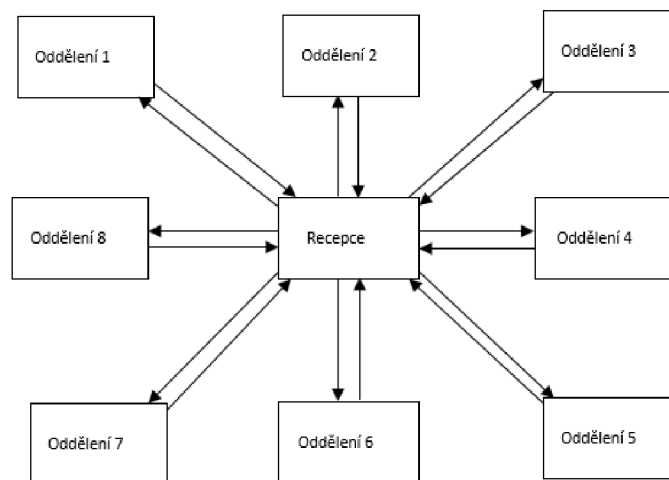 Oddělení 1
Oddělení 2
Oddělení 3
Oddělení 8
Recepce
Oddělení 4
Oddělení 7
Oddělení 6
Oddělení 5